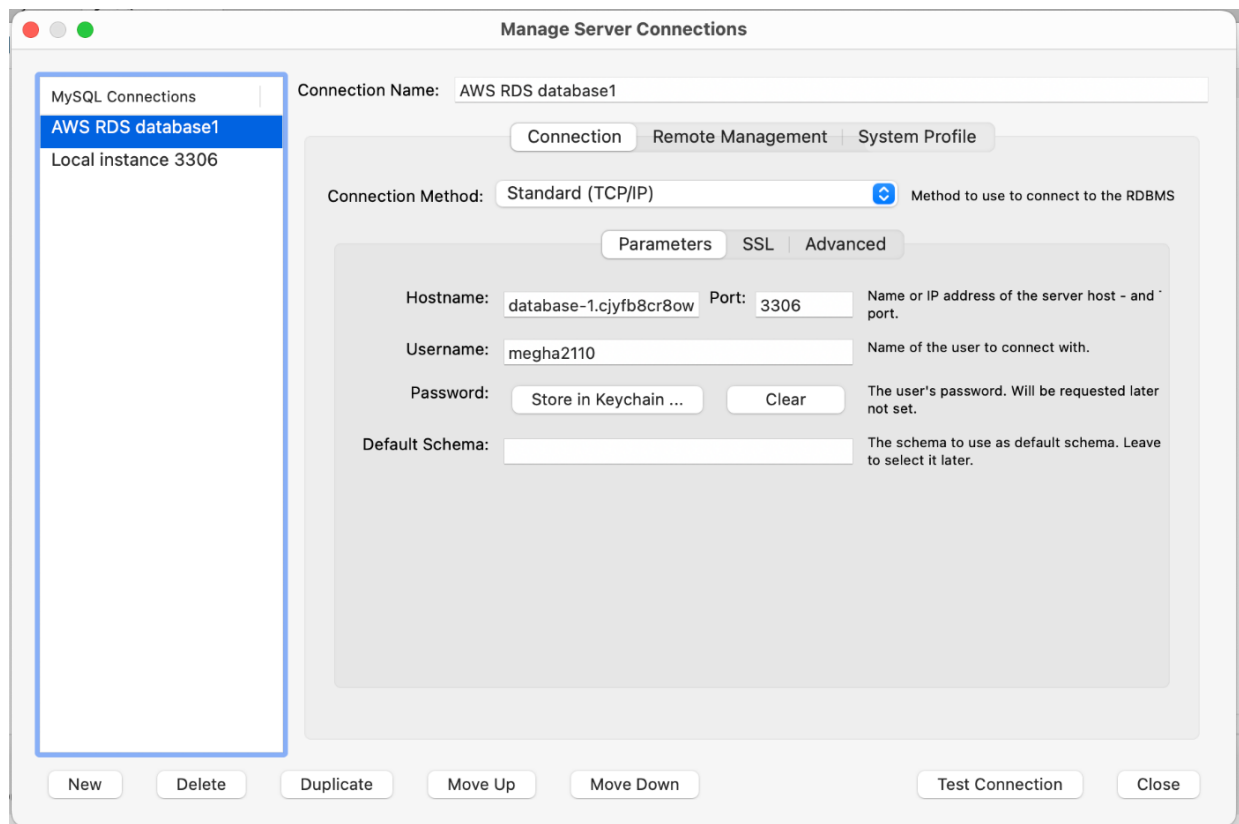 Manage Server Connections
MySQL Connections
AWS RDS database1
Local instance 3306
Connection Name: AWS RDS database1
Connection Remote Management System Profile
Connection Method: Standard (TCP/IP) Method to use to connect to the RDBMS
Parameters SSL Advanced
Hostname: database-1.cjyfb8cr8ow Port: 3306 Name or IP address of the server host - and
port.
Username: megha2110 Name of the user to connect with.
Password: Store in Keychain ... Clear The user's password. Will be requested later
not set.
Default Schema: The schema to use as default schema. Leave
to select it later.
New Delete Duplicate Move Up Move Down Test Connection Close